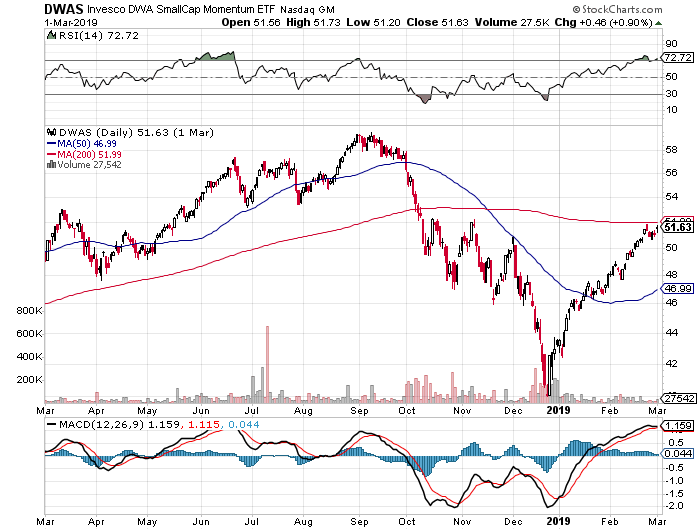 DWAS Invesco DWA SmallCap Momentum ETF Nasdaq GM © StockCharts.com
1-Mar-2019 Open 51.56 High 51.73 Low 51.20 Close 51.63 Volume 27.5K Chg +0.46 (+0.90%)
RSI(14) 72.72
90
72.72
50
30
10
DWAS (Daily) 51.63 (1 Mar)
MA(50) 46.99
MA(200) 51.99
Volume 27,542
58
56
54
51.63
50
48
46.99
46
44
42
800K
600K
400K
200K
27542
Mar Apr May Jun Jul Aug Sep Oct Nov Dec 2019 Feb Mar
MACD(12,26,9) 1.159, 1.115, 0.044
1.159
0.5
0.044
-0.5
-1.0
-1.5
-2.0
Mar Apr May Jun Jul Aug Sep Oct Nov Dec 2019 Feb Mar